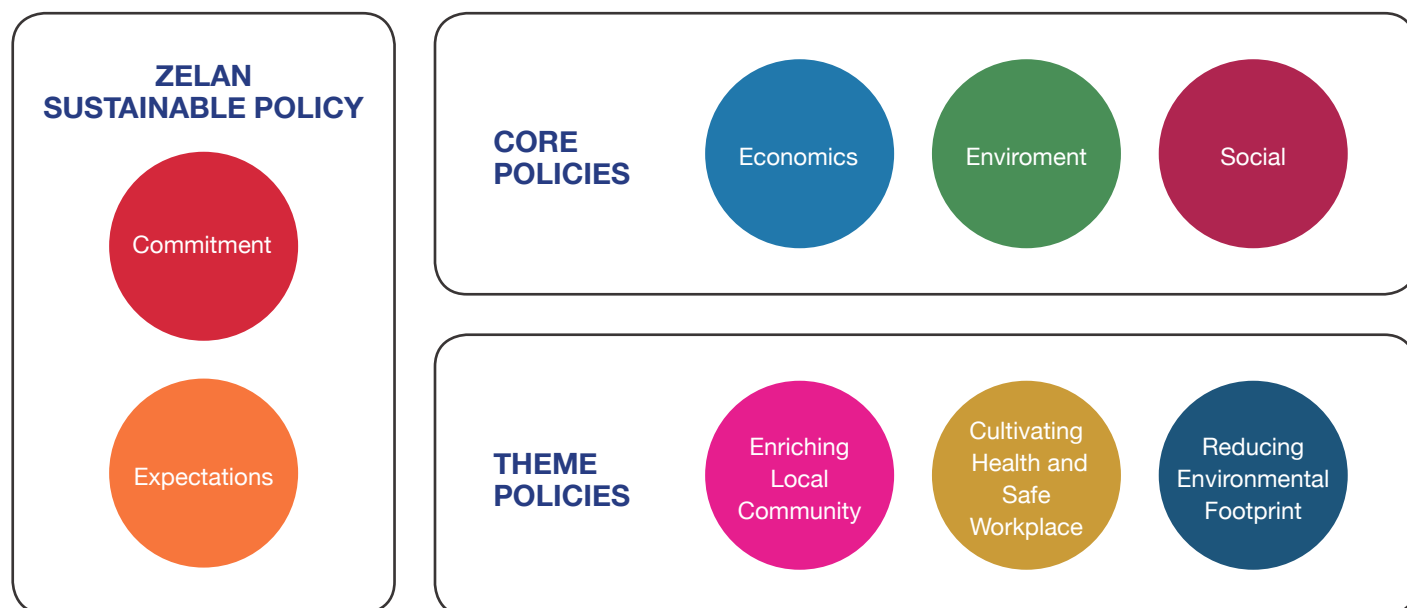 ZELAN
SUSTAINABLE POLICY
Commitment
Expectations
CORE
POLICIES
Economics
Enviroment
Social
THEME
POLICIES
Enriching
Local
Community
Cultivating
Health and
Safe
Workplace
Reducing
Environmental
Footprint